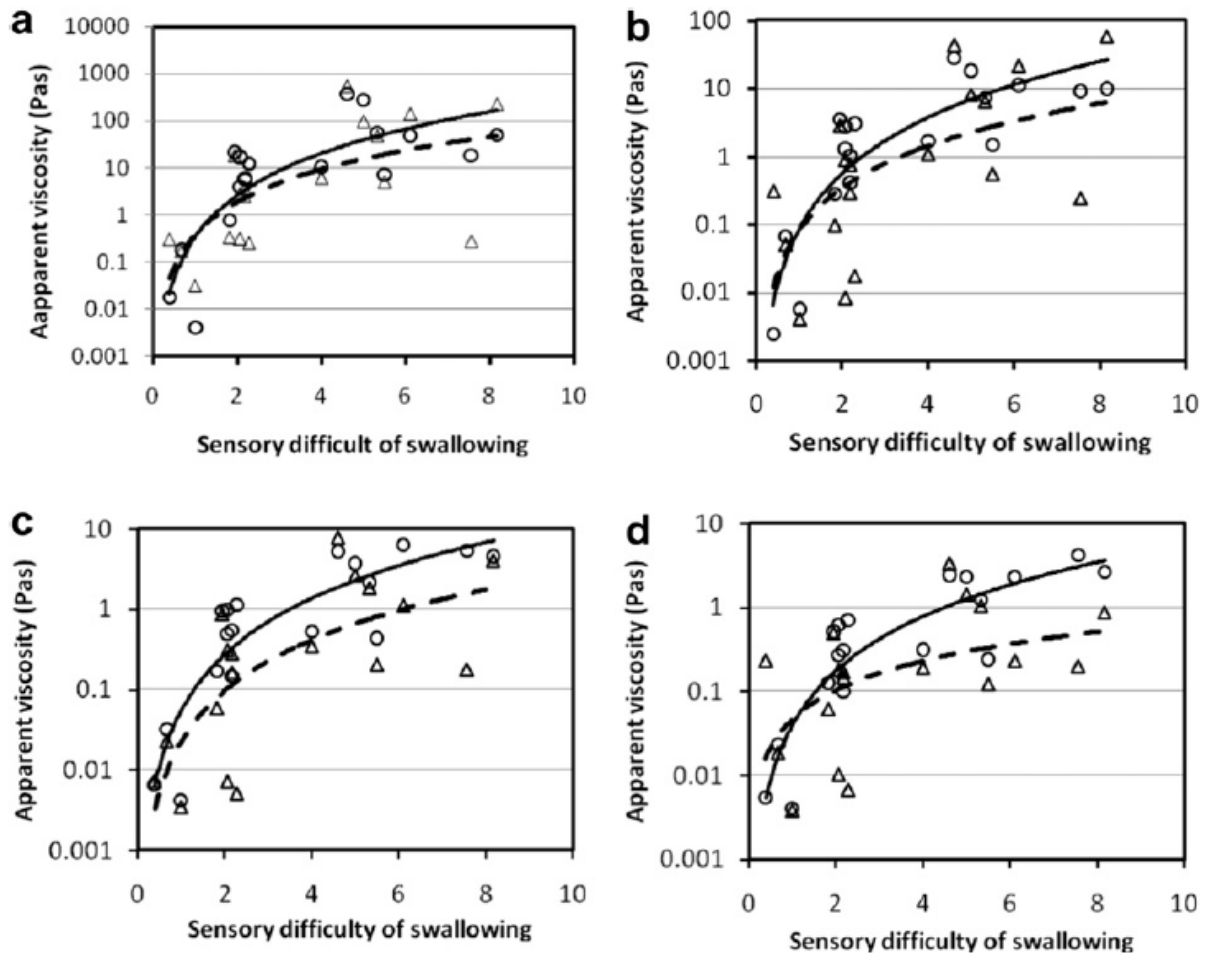 a
10000
1000
100
10
1
0.1
0.01
0.001
Aapparent viscosity (Pas)
0 2 4 6 8 10
Sensory difficult of swallowing
b
100
10
1
0.1
0.01
0.001
Apparent viscosity (Pas)
0 2 4 6 8 10
Sensory difficulty of swallowing
c
10
1
0.1
0.01
0.001
Apparent viscosity (Pas)
0 2 4 6 8 10
Sensory difficulty of swallowing
d
10
1
0.1
0.01
0.001
Apparent viscosity (Pas)
0 2 4 6 8 10
Sensory difficulty of swallowing